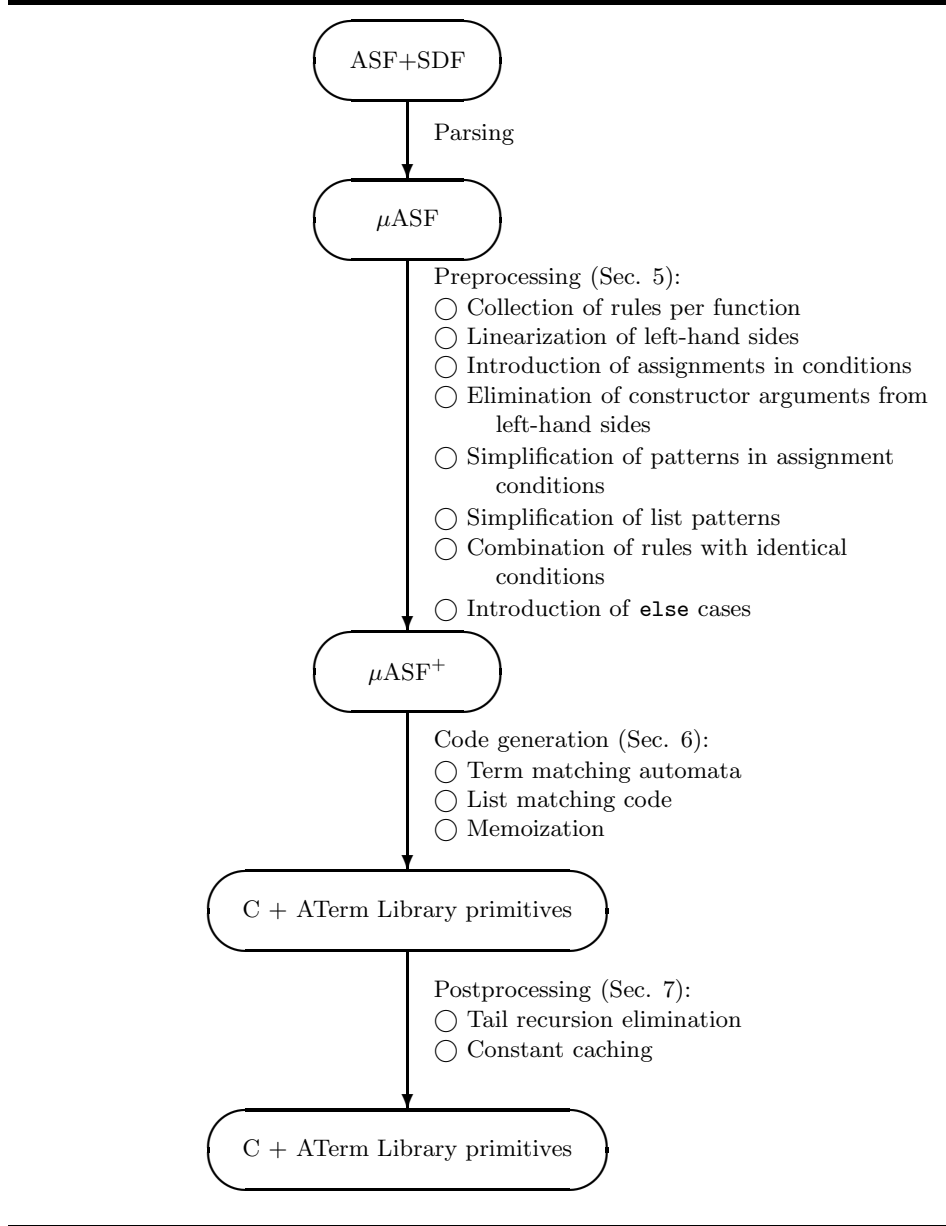 ASF+SDF
Parsing
μASF
Preprocessing (Sec. 5):
○ Collection of rules per function
○ Linearization of left-hand sides
○ Introduction of assignments in conditions
○ Elimination of constructor arguments from
left-hand sides
○ Simplification of patterns in assignment
conditions
○ Simplification of list patterns
○ Combination of rules with identical
conditions
○ Introduction of else cases
μASF⁺
Code generation (Sec. 6):
○ Term matching automata
○ List matching code
○ Memoization
C + ATerm Library primitives
Postprocessing (Sec. 7):
○ Tail recursion elimination
○ Constant caching
C + ATerm Library primitives